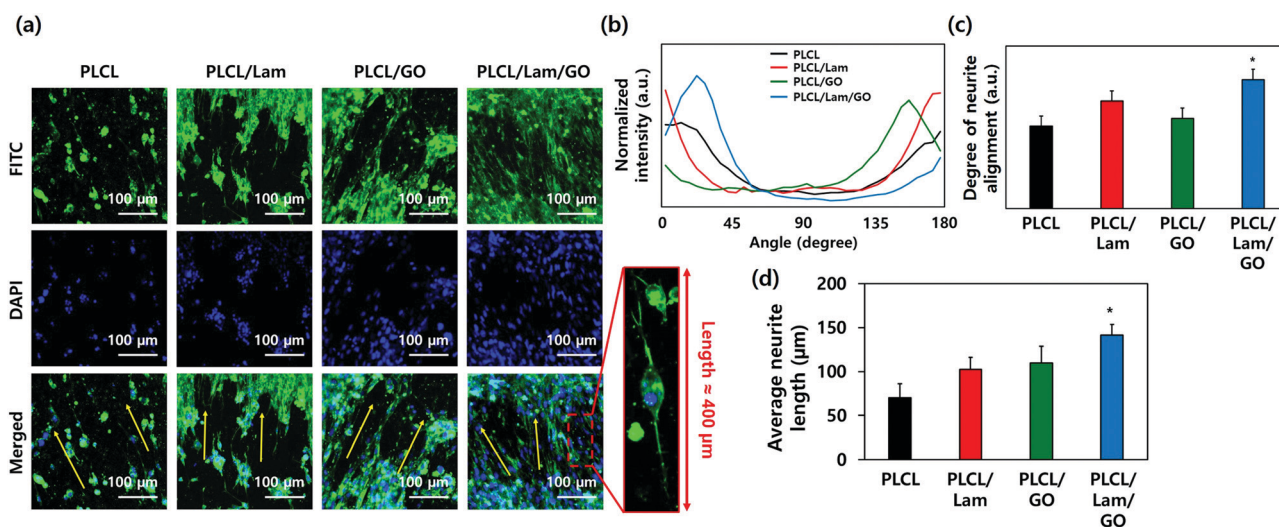 (a)
PLCL
PLCL/Lam
PLCL/GO
PLCL/Lam/GO
FITC
100 μm
100 μm
100 μm
100 μm
DAPI
100 μm
100 μm
100 μm
100 μm
Merged
100 μm
100 μm
100 μm
100 μm
Length ≈ 400 μm
(b)
Normalized
intensity (a.u.)
PLCL
PLCL/Lam
PLCL/GO
PLCL/Lam/GO
0
45
90
135
180
Angle (degree)
(c)
Degree of neurite
alignment (a.u.)
*
PLCL
PLCL/
Lam
PLCL/
GO
PLCL/
Lam/
GO
(d)
Average neurite
length (μm)
200
150
100
50
0
*
PLCL
PLCL/
Lam
PLCL/
GO
PLCL/
Lam/
GO